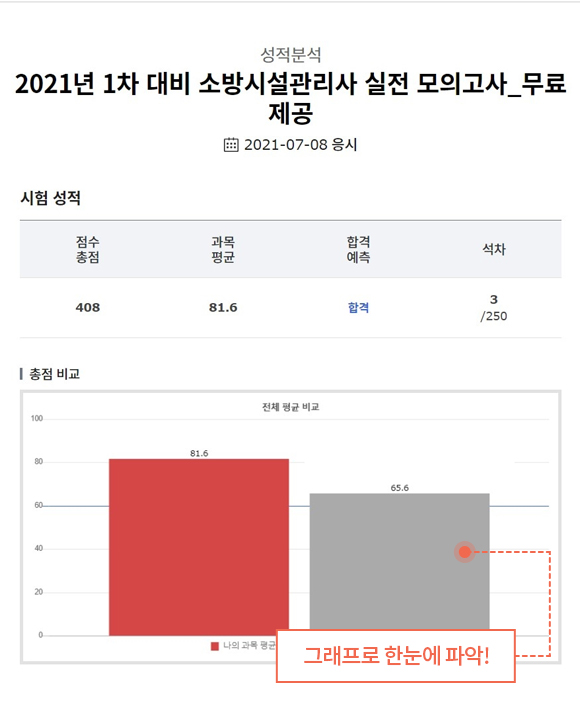 성적분석
2021년 1차 대비 소방시설관리사 실전 모의고사_무료
제공
2021-07-08 응시
시험 성적
점수
총점
과목
평균
합격
예측
석차
408
81.6
합격
3
/250
총점 비교
전체 평균 비교
100
80
60
40
20
0
81.6
65.6
나의 과목 평균
그래프로 한눈에 파악!